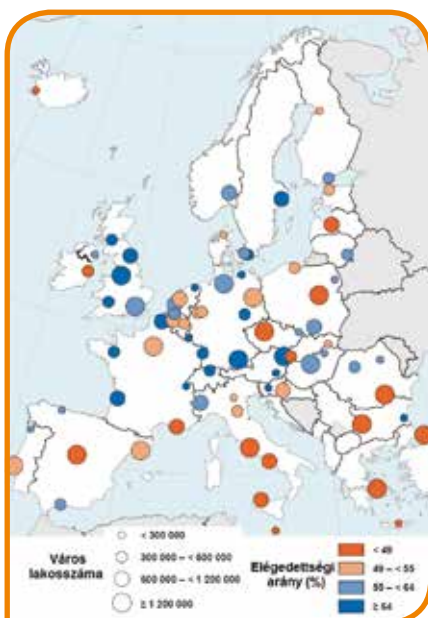 Város
lakosszáma
< 300 000
300 000 – < 600 000
600 000 – < 1 200 000
≥ 1 200 000
Elégedettségi
arány (%)
< 49
49 – < 55
55 – < 64
≥ 64